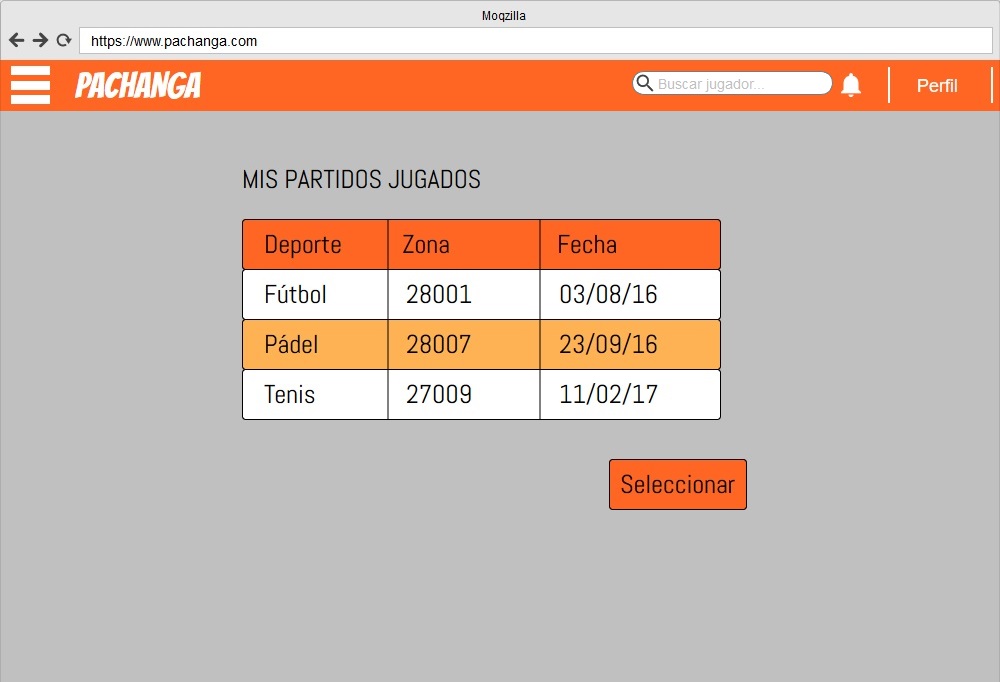 Moqzilla
https://www.pachanga.com
PACHANGA Buscar jugador... Perfil
MIS PARTIDOS JUGADOS
Deporte Zona Fecha
Fútbol 28001 03/08/16
Pádel 28007 23/09/16
Tenis 27009 11/02/17
Seleccionar